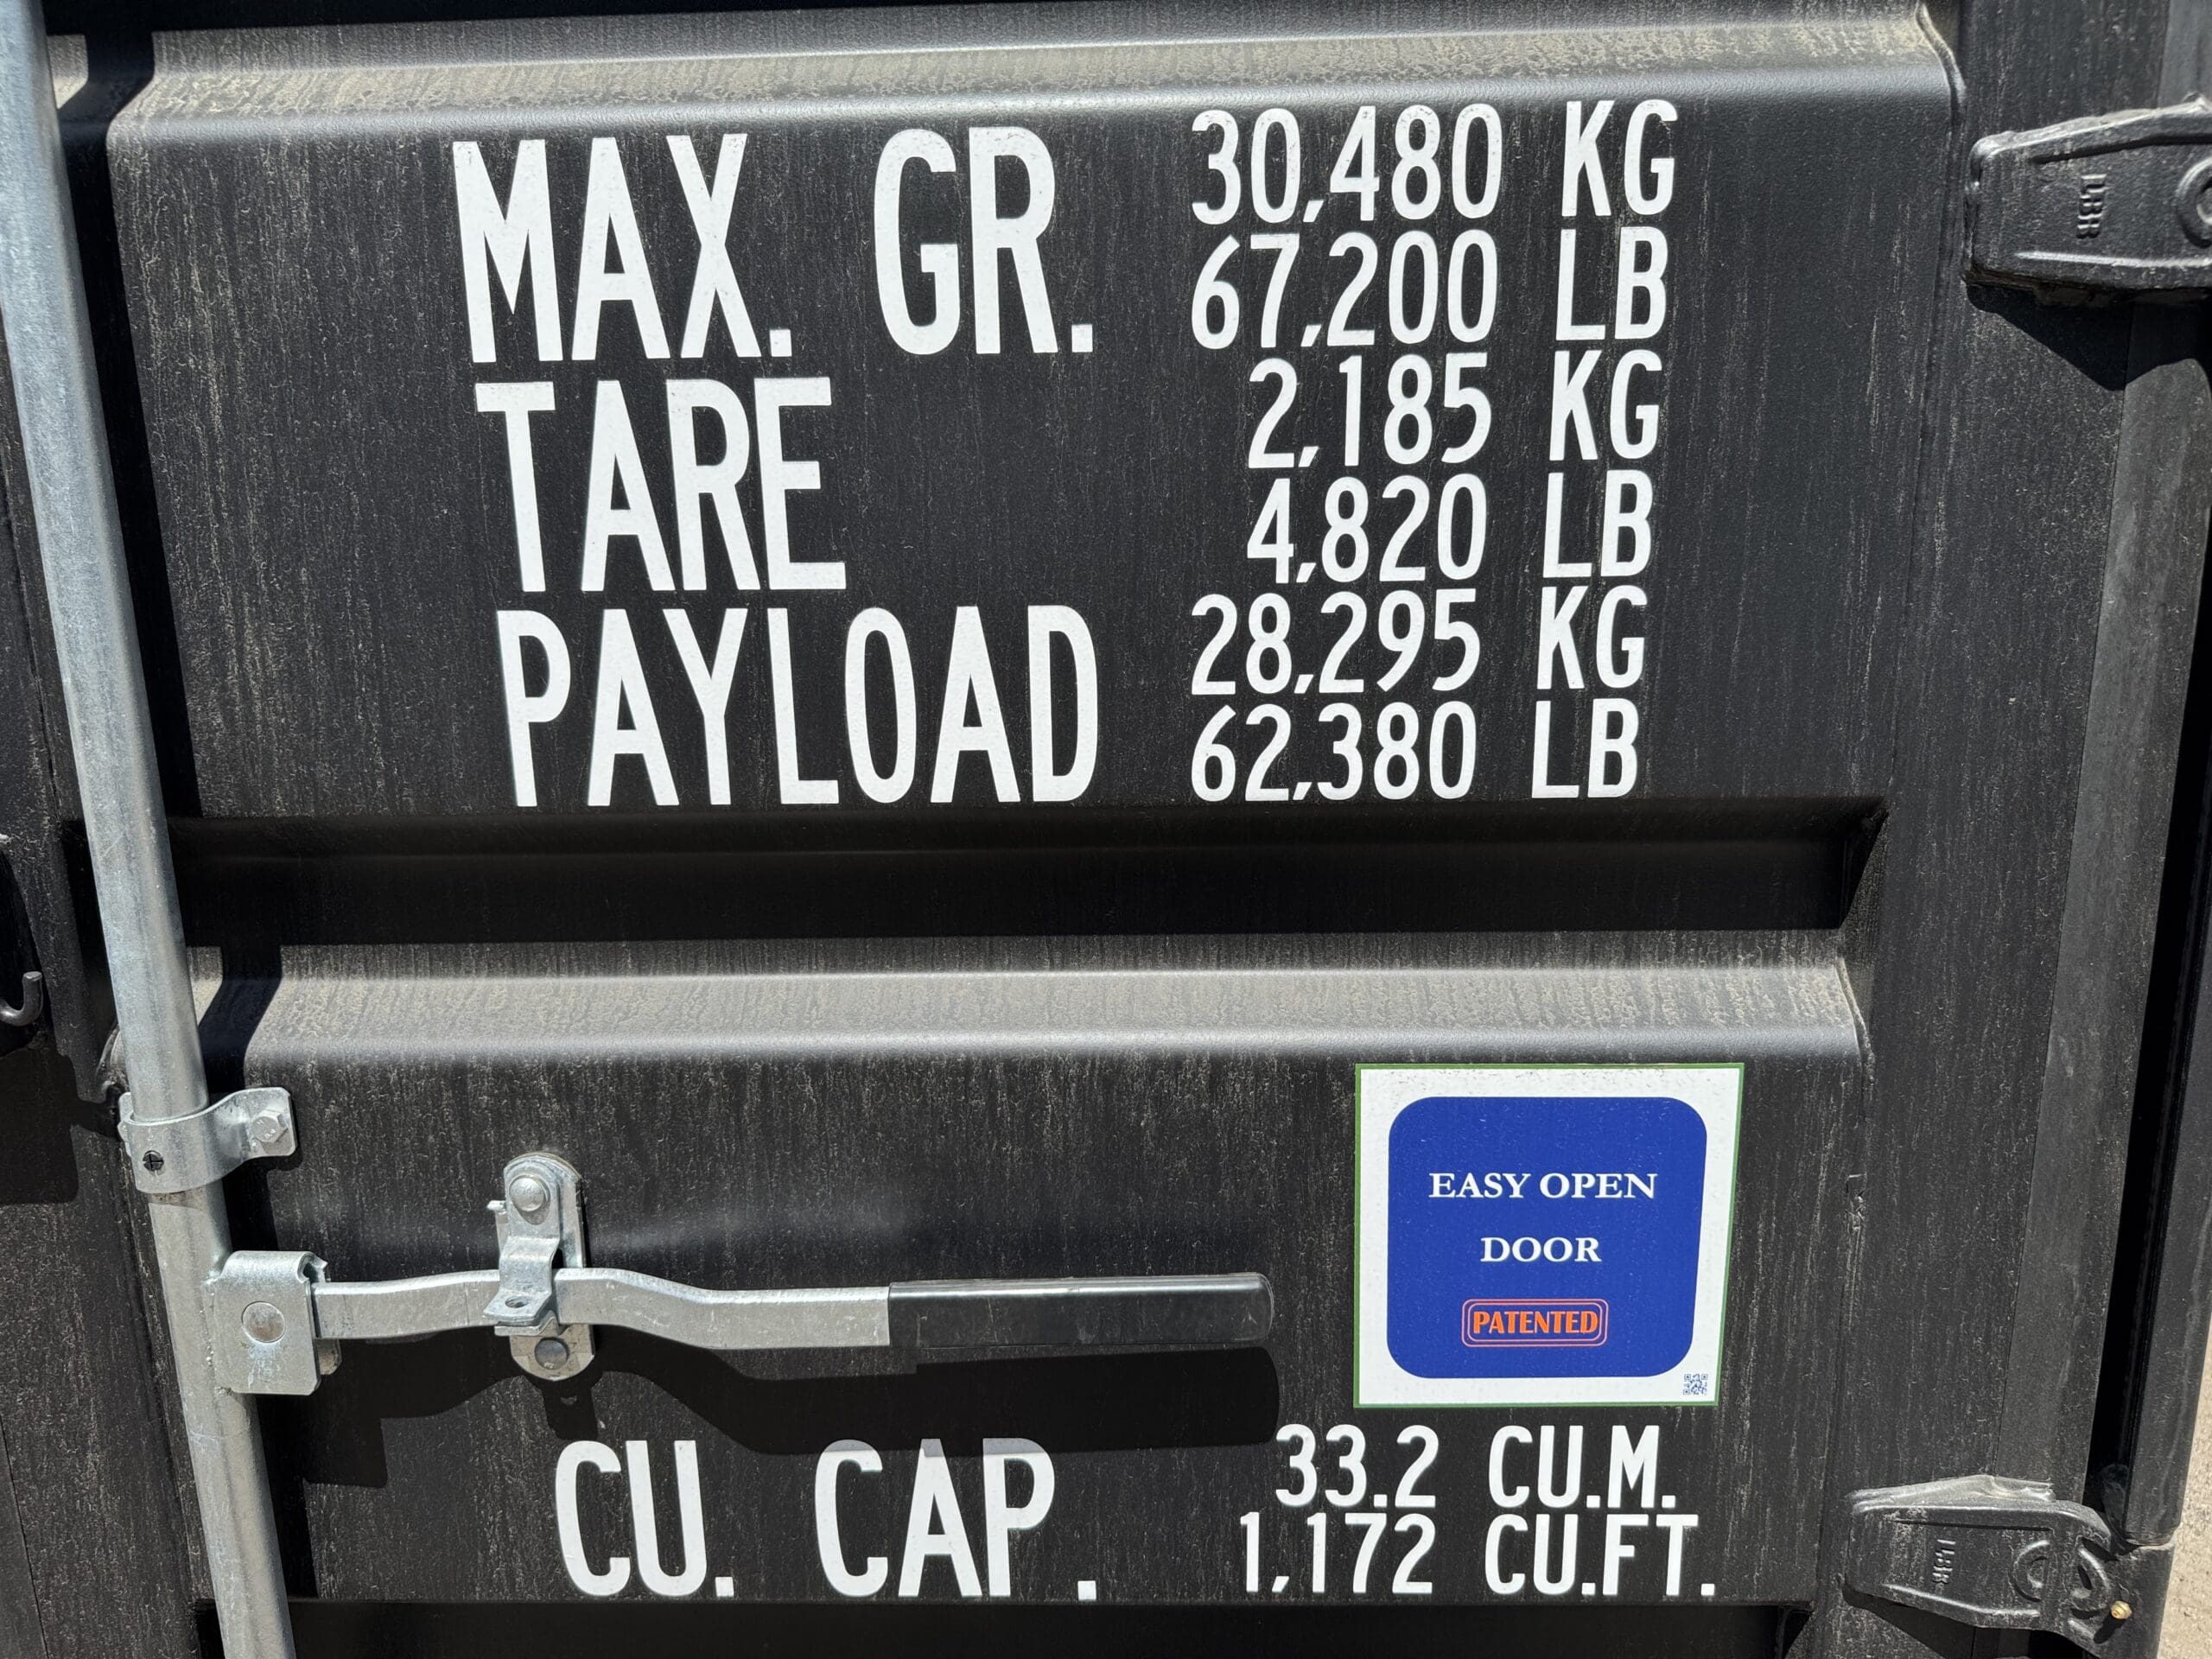 MAX. GR. 30,480 KG
67,200 LB
TARE 2,185 KG
4,820 LB
PAYLOAD 28,295 KG
62,380 LB
EASY OPEN
DOOR
PATENTED
CU. CAP. 33.2 CU.M.
1,172 CU.FT.